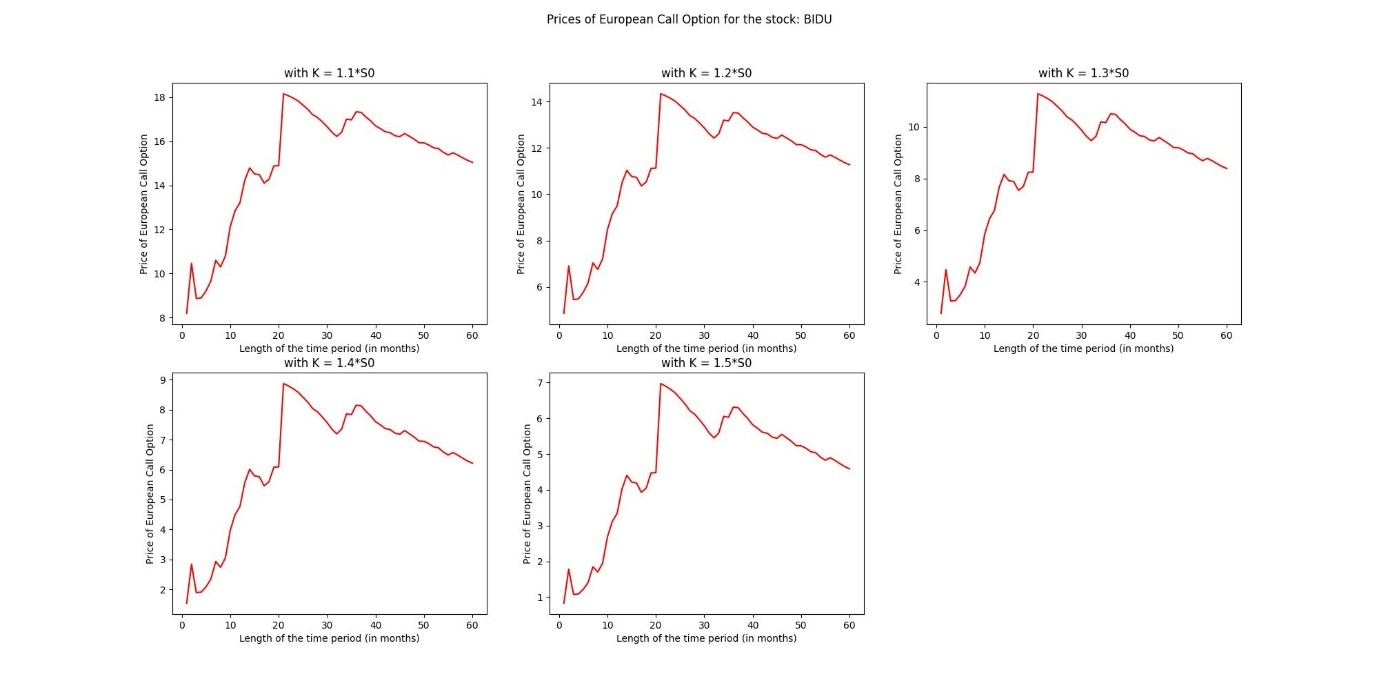 Prices of European Call Option for the stock: BIDU
with K = 1.1*S0
18
16
14
12
10
8
Price of European Call Option
0 10 20 30 40 50 60
Length of the time period (in months)
with K = 1.2*S0
14
12
10
8
6
Price of European Call Option
0 10 20 30 40 50 60
Length of the time period (in months)
with K = 1.3*S0
10
8
6
4
Price of European Call Option
0 10 20 30 40 50 60
Length of the time period (in months)
with K = 1.4*S0
9
8
7
6
5
4
3
2
Price of European Call Option
0 10 20 30 40 50 60
Length of the time period (in months)
with K = 1.5*S0
7
6
5
4
3
2
1
Price of European Call Option
0 10 20 30 40 50 60
Length of the time period (in months)